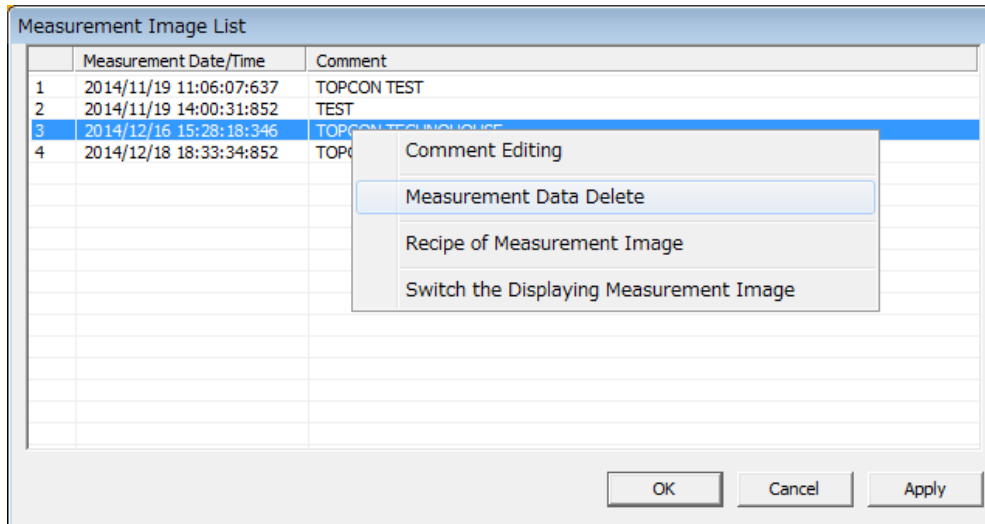 Measurement Image List
Measurement Date/Time Comment
1 2014/11/19 11:06:07:637 TOPCON TEST
2 2014/11/19 14:00:31:852 TEST
3 2014/12/16 15:28:18:346 TOPCON TECHNOHOUSE
4 2014/12/18 18:33:34:852
Comment Editing
Measurement Data Delete
Recipe of Measurement Image
Switch the Displaying Measurement Image
OK Cancel Apply